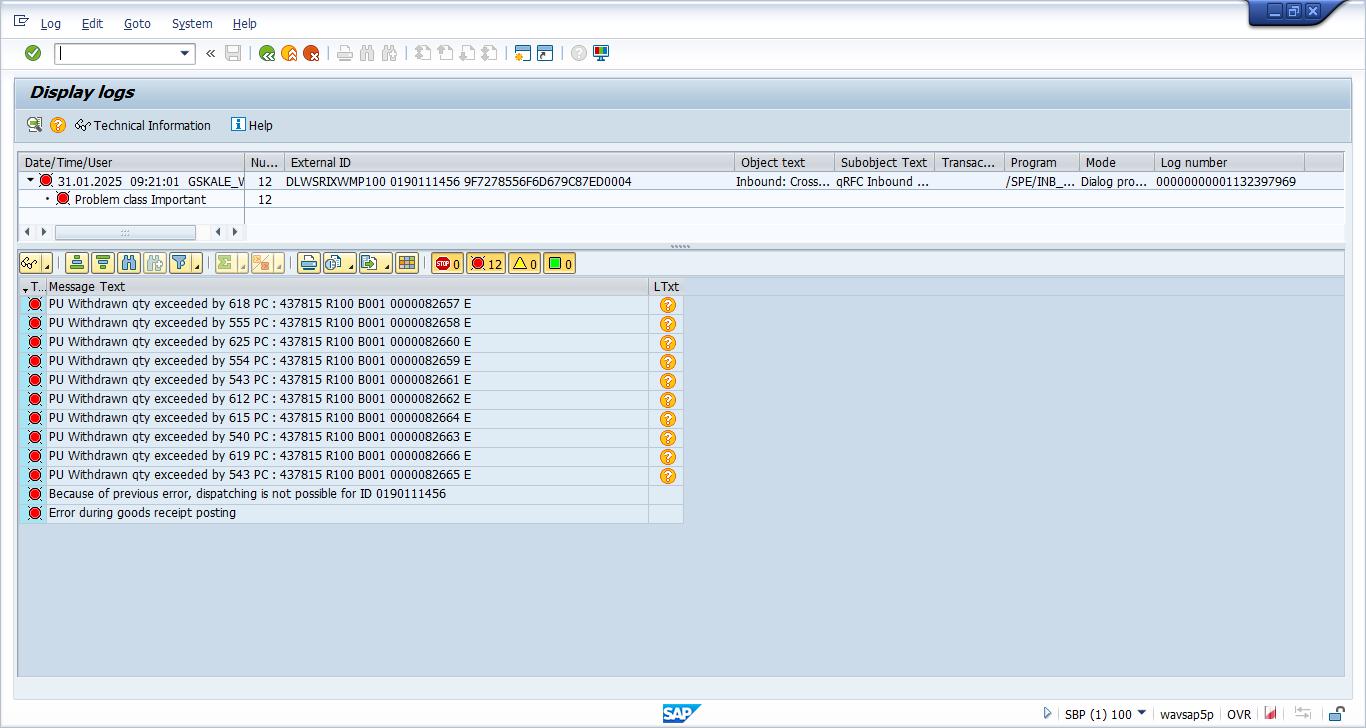 Log Edit Goto System Help
Display logs
Technical Information Help
Date/Time/User Nu... External ID Object text Subobject Text Transac... Program Mode Log number
31.01.2025 09:21:01 GSKALE_W 12 DLWSRIXWMP100 0190111456 9F7278556F6D679C87ED0004 Inbound: Cross... qRFC Inbound ... /SPE/INB_... Dialog pro... 00000000001132397969
Problem class Important 12
STOP 0 12 0 0
T... Message Text LTxt
PU Withdrawn qty exceeded by 618 PC : 437815 R100 B001 0000082657 E
PU Withdrawn qty exceeded by 555 PC : 437815 R100 B001 0000082658 E
PU Withdrawn qty exceeded by 625 PC : 437815 R100 B001 0000082660 E
PU Withdrawn qty exceeded by 554 PC : 437815 R100 B001 0000082659 E
PU Withdrawn qty exceeded by 543 PC : 437815 R100 B001 0000082661 E
PU Withdrawn qty exceeded by 612 PC : 437815 R100 B001 0000082662 E
PU Withdrawn qty exceeded by 615 PC : 437815 R100 B001 0000082664 E
PU Withdrawn qty exceeded by 540 PC : 437815 R100 B001 0000082663 E
PU Withdrawn qty exceeded by 619 PC : 437815 R100 B001 0000082666 E
PU Withdrawn qty exceeded by 543 PC : 437815 R100 B001 0000082665 E
Because of previous error, dispatching is not possible for ID 0190111456
Error during goods receipt posting
SAP SBP (1) 100 wavsap5p OVR